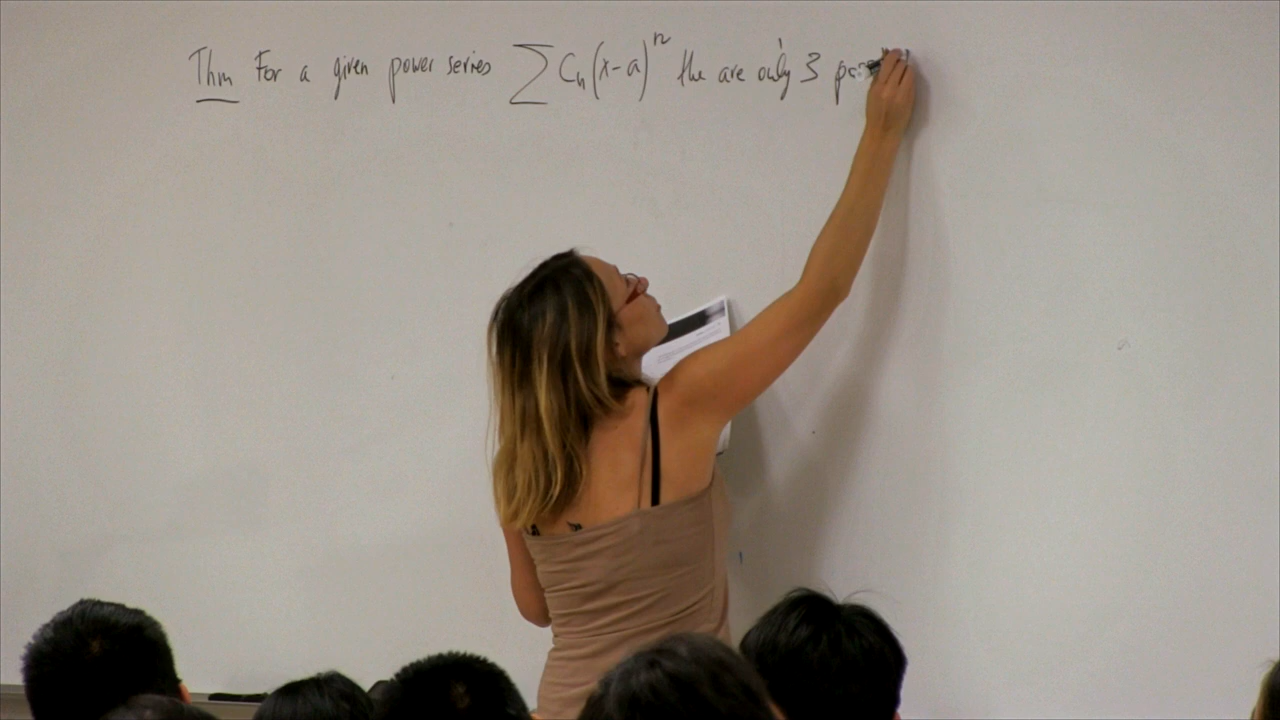 Thm For a given power series ∑ Cn(x-a)^n the are only 3